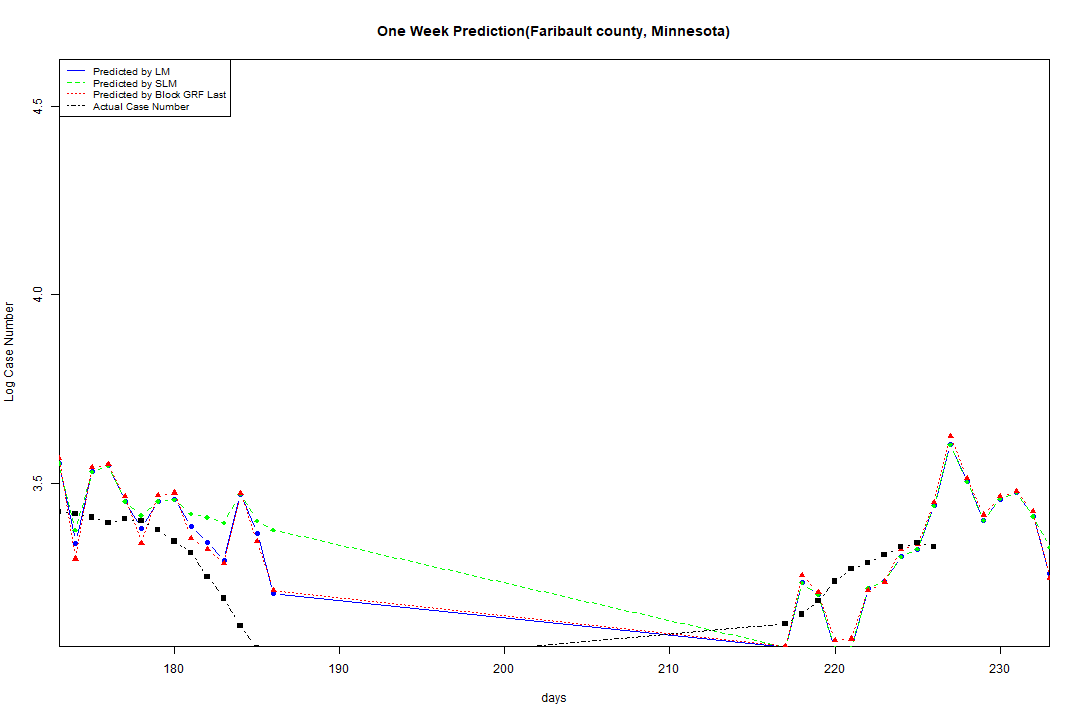 One Week Prediction(Faribault county, Minnesota)
Predicted by LM
Predicted by SLM
Predicted by Block GRF Last
Actual Case Number
4.5
4.0
3.5
Log Case Number
180 190 200 210 220 230
days